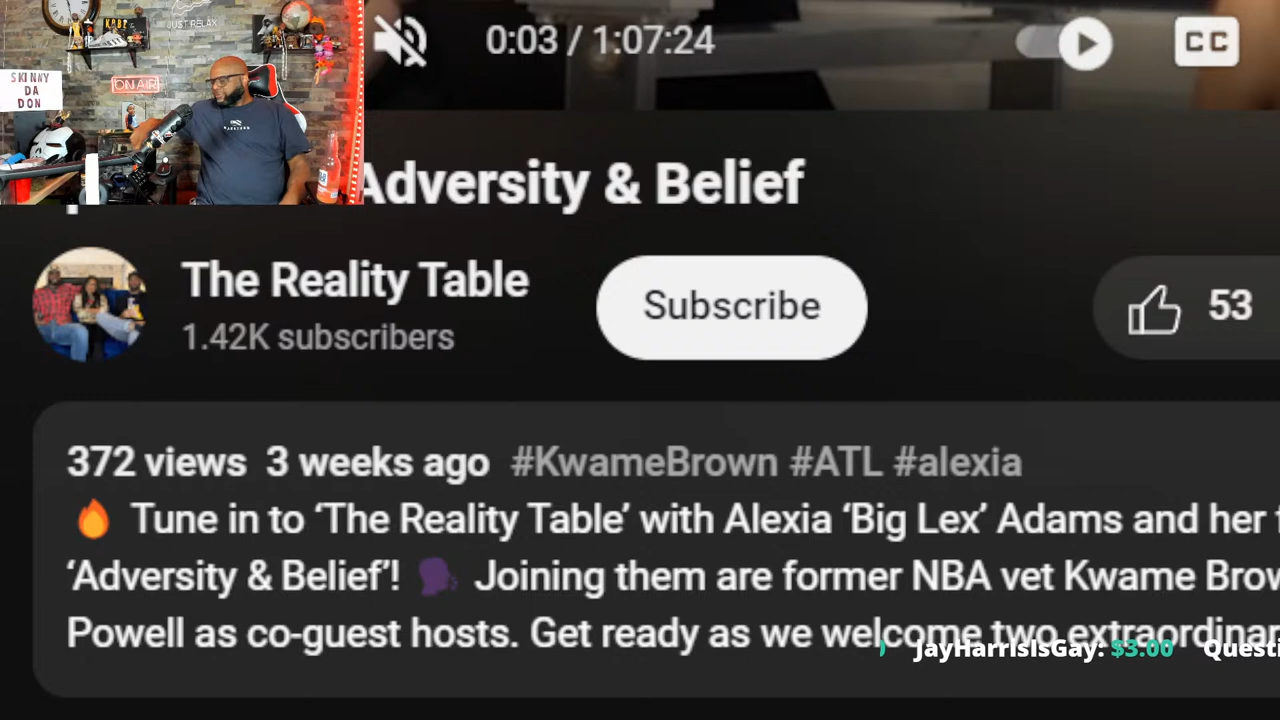 JUST RELAX
SKINNY
DA
DON
ON AIR
0:03 / 1:07:24
CC
Adversity & Belief
The Reality Table
1.42K subscribers
Subscribe
53
372 views 3 weeks ago #KwameBrown #ATL #alexia
🔥 Tune in to ‘The Reality Table’ with Alexia ‘Big Lex’ Adams and her
‘Adversity & Belief’! 🗣 Joining them are former NBA vet Kwame Brow
Powell as co-guest hosts. Get ready as we welcome two extraordinar
JayHarrisIsGay: $3.00 Questi